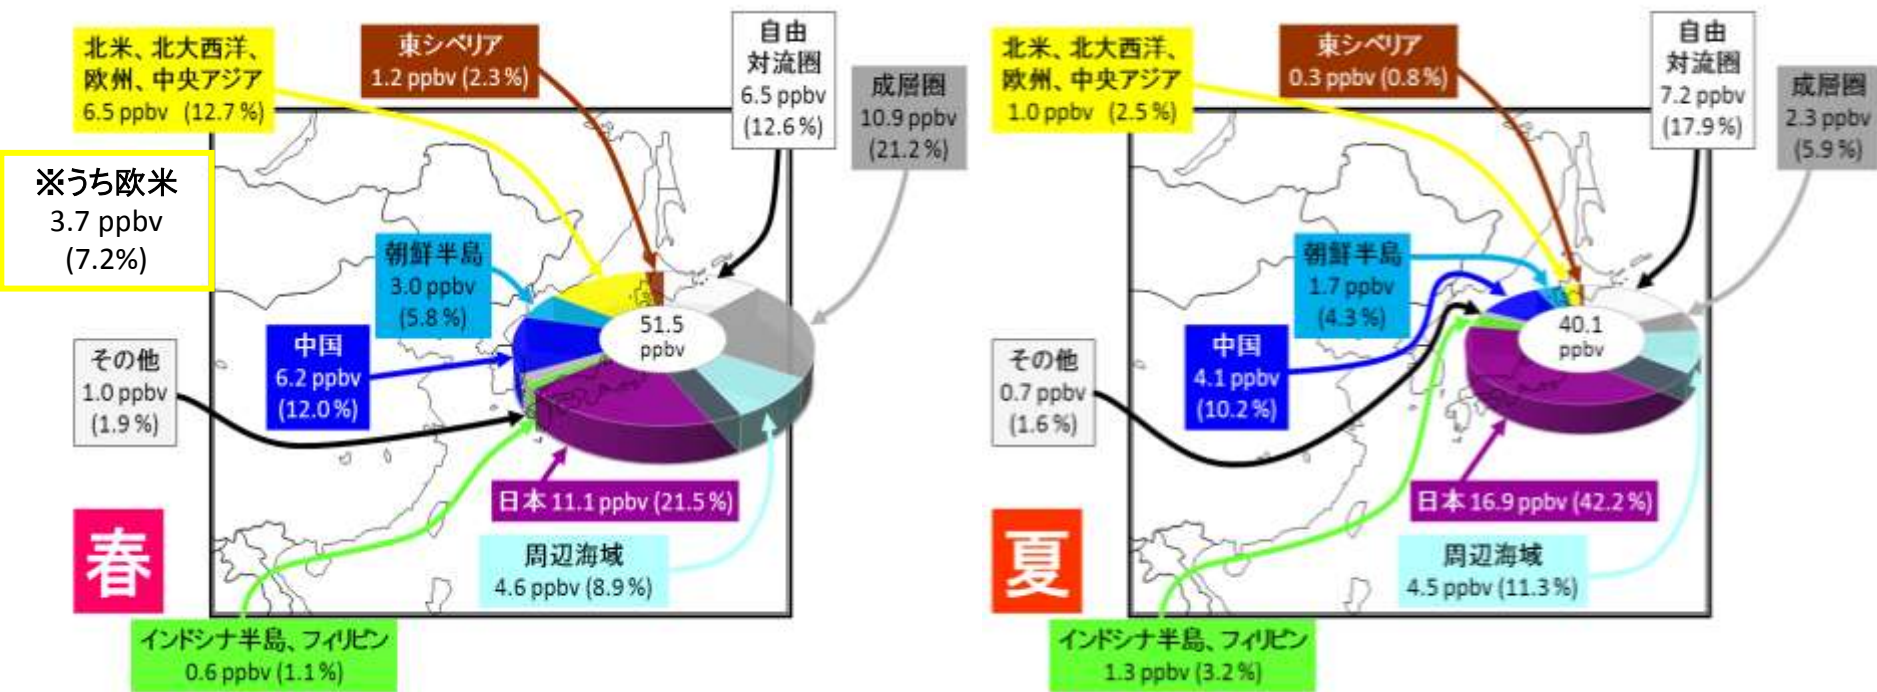 北米、北大西洋、
欧州、中央アジア
6.5 ppbv (12.7%)
東シベリア
1.2 ppbv (2.3%)
自由
対流圏
6.5 ppbv
(12.6%)
成層圏
10.9 ppbv
(21.2%)
※うち欧米
3.7 ppbv
(7.2%)
朝鮮半島
3.0 ppbv
(5.8%)
51.5
ppbv
中国
6.2 ppbv
(12.0%)
その他
1.0 ppbv
(1.9%)
日本 11.1 ppbv (21.5%)
周辺海域
4.6 ppbv (8.9%)
春
インドシナ半島、フィリピン
0.6 ppbv (1.1%)
北米、北大西洋、
欧州、中央アジア
1.0 ppbv (2.5%)
東シベリア
0.3 ppbv (0.8%)
自由
対流圏
7.2 ppbv
(17.9%)
成層圏
2.3 ppbv
(5.9%)
朝鮮半島
1.7 ppbv
(4.3%)
40.1
ppbv
中国
4.1 ppbv
(10.2%)
その他
0.7 ppbv
(1.6%)
日本 16.9 ppbv (42.2%)
周辺海域
4.5 ppbv (11.3%)
夏
インドシナ半島、フィリピン
1.3 ppbv (3.2%)